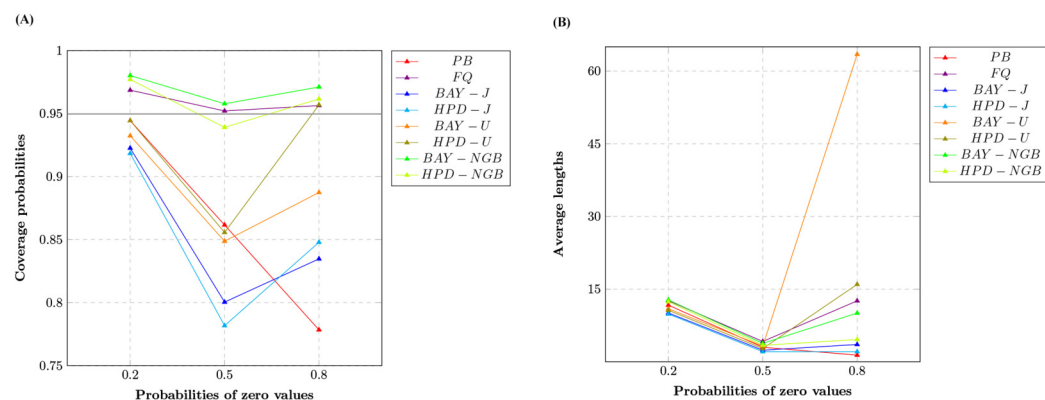 (A)
Coverage probabilities
1
0.95
0.9
0.85
0.8
0.75
0.2 0.5 0.8
Probabilities of zero values
PB
FQ
BAY − J
HPD − J
BAY − U
HPD − U
BAY − NGB
HPD − NGB
(B)
Average lengths
60
45
30
15
0.2 0.5 0.8
Probabilities of zero values
PB
FQ
BAY − J
HPD − J
BAY − U
HPD − U
BAY − NGB
HPD − NGB